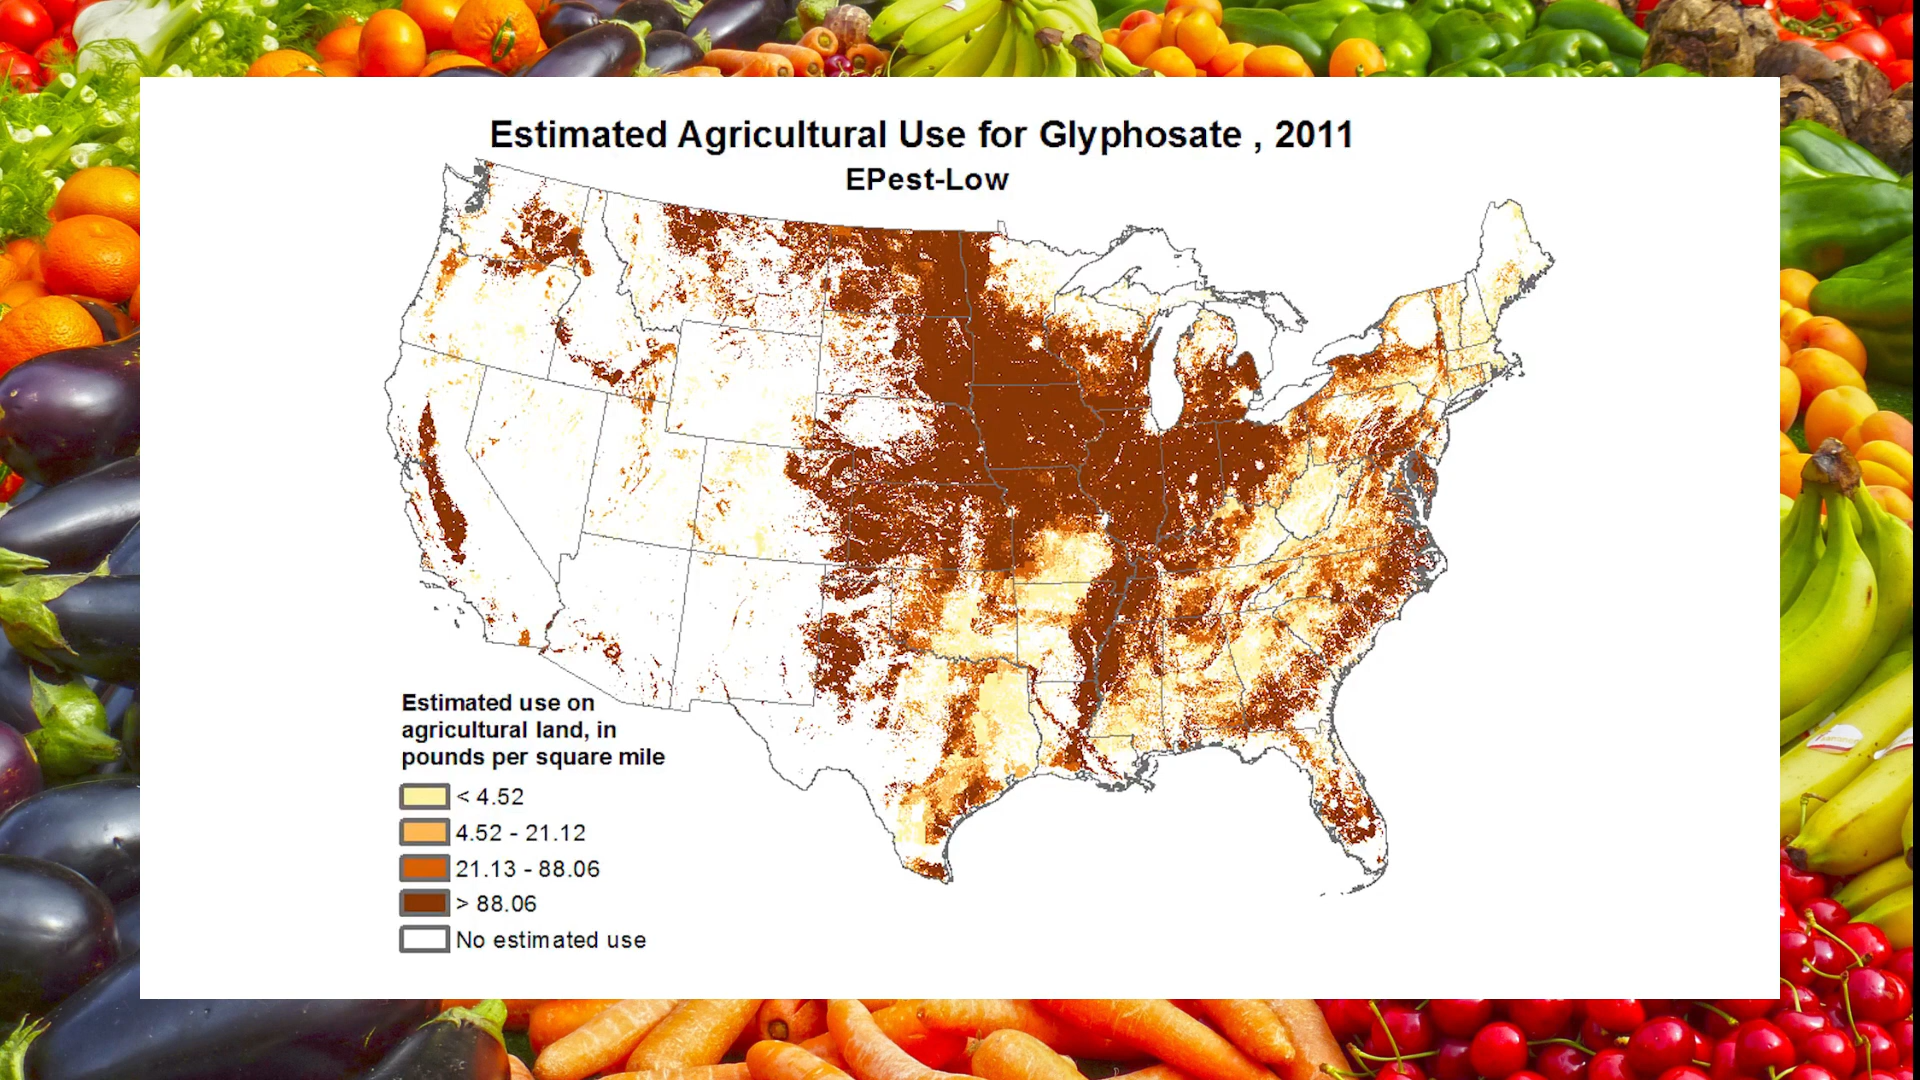 Estimated Agricultural Use for Glyphosate , 2011
EPest-Low
Estimated use on
agricultural land, in
pounds per square mile
< 4.52
4.52 - 21.12
21.13 - 88.06
> 88.06
No estimated use